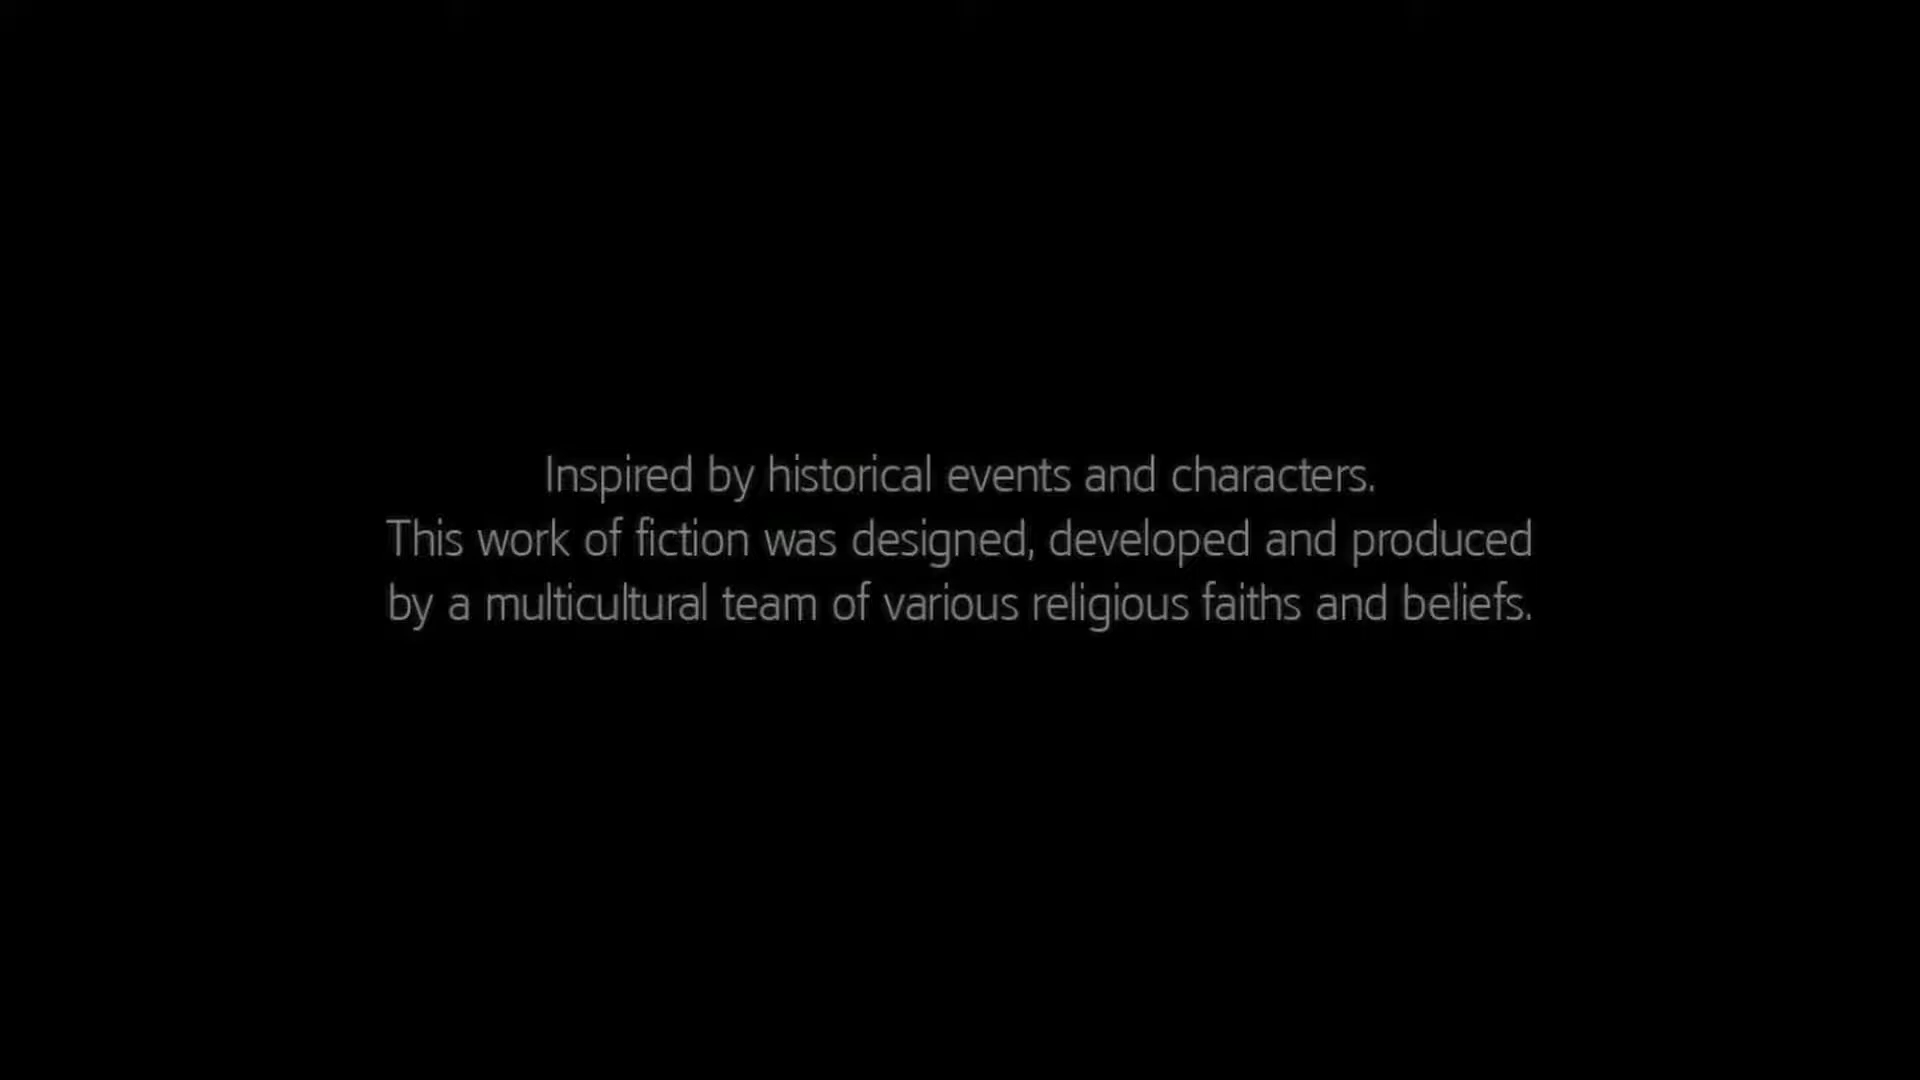 Inspired by historical events and characters.
This work of fiction was designed, developed and produced
by a multicultural team of various religious faiths and beliefs.